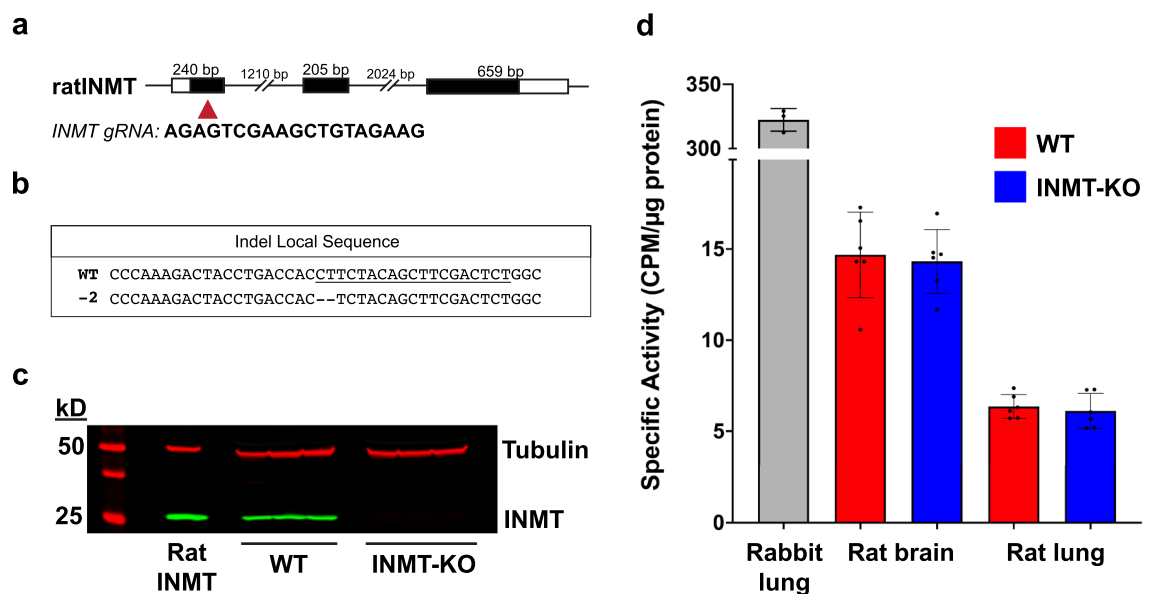 a
240 bp 1210 bp 205 bp 2024 bp 659 bp
ratINMT
INMT gRNA: AGAGTCGAAGCTGTAGAAG
b
Indel Local Sequence
WT CCCAAAGACTACCTGACCACCTTCTACAGCTTCGACTCTGGC
-2 CCCAAAGACTACCTGACCAC--TCTACAGCTTCGACTCTGGC
c
kD
50
25
Tubulin
INMT
Rat INMT
WT
INMT-KO
d
Specific Activity (CPM/µg protein)
350
300
15
10
5
0
WT
INMT-KO
Rabbit lung
Rat brain
Rat lung